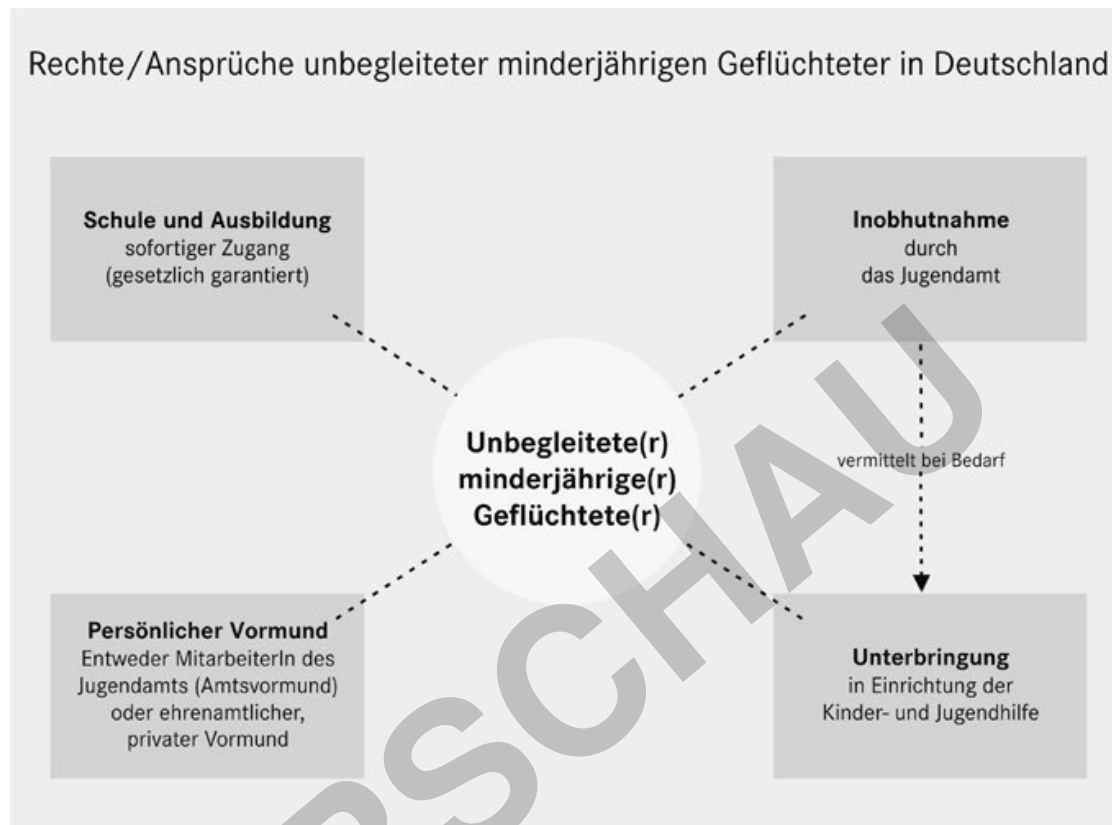 Rechte/Ansprüche unbegleiteter minderjährigen Geflüchteter in Deutschland
Schule und Ausbildung
sofortiger Zugang
(gesetzlich garantiert)
Inobhutnahme
durch
das Jugendamt
Unbegleitete(r)
minderjährige(r)
Geflüchtete(r)
vermittelt bei Bedarf
Persönlicher Vormund
Entweder MitarbeiterIn des
Jugendamts (Amtsvormund)
oder ehrenamtlicher,
privater Vormund
Unterbringung
in Einrichtung der
Kinder- und Jugendhilfe
RSCHAU